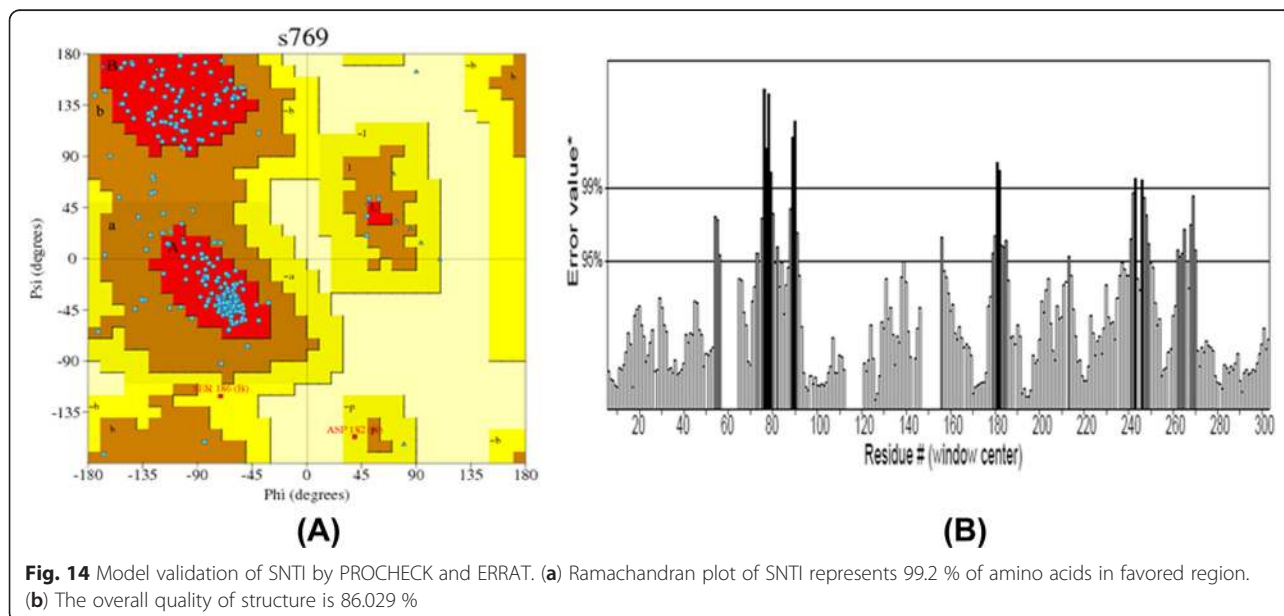 s769
180
135
90
45
0
-45
-90
-135
Psi (degrees)
B
b
a
A
~a
~b
~b
~b
b
~l
l
L
~p
~b
b
~b
SER 186 (B)
ASP 182
-180 -135 -90 -45 0 45 90 135 180
Phi (degrees)
(A)
Error value*
99%
95%
20 40 60 80 100 120 140 160 180 200 220 240 260 280 300
Residue # (window center)
(B)
Fig. 14 Model validation of SNTI by PROCHECK and ERRAT. (a) Ramachandran plot of SNTI represents 99.2 % of amino acids in favored region.
(b) The overall quality of structure is 86.029 %